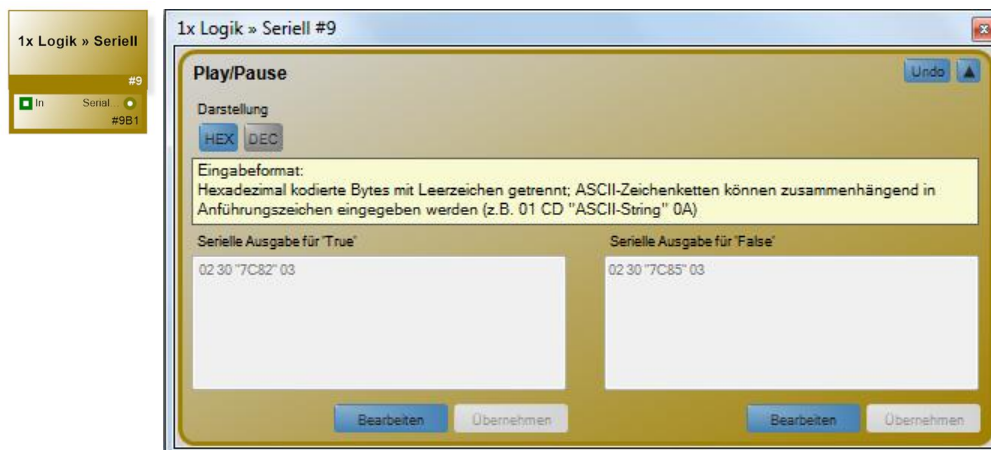 1x Logik » Seriell
#9
In Serial...
#9B1
1x Logik » Seriell #9
Play/Pause
Undo
Darstellung
HEX DEC
Eingabeformat:
Hexadezimal kodierte Bytes mit Leerzeichen getrennt; ASCII-Zeichenketten können zusammenhängend in
Anführungszeichen eingegeben werden (z.B. 01 CD "ASCII-String" 0A)
Serielle Ausgabe für 'True'
02 30 "7C82" 03
Bearbeiten Übernehmen
Serielle Ausgabe für 'False'
02 30 "7C85" 03
Bearbeiten Übernehmen